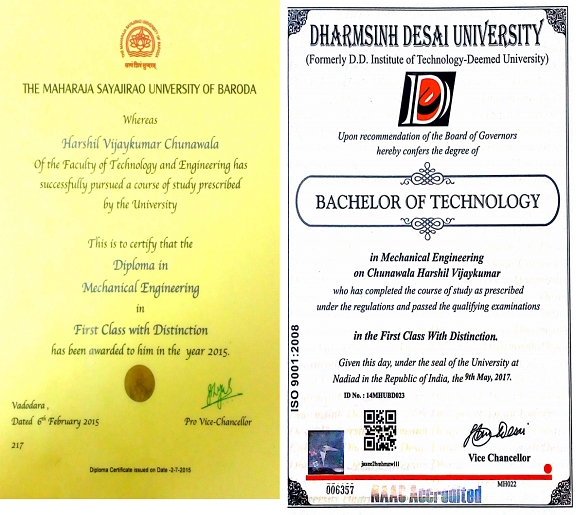 THE MAHARAJA SAYAJIRAO UNIVERSITY OF BARODA
Whereas
Harshil Vijaykumar Chunawala
Of the Faculty of Technology and Engineering has
successfully pursued a course of study prescribed
by the University
This is to certify that the
Diploma in
Mechanical Engineering
in
First Class with Distinction
has been awarded to him in the year 2015.
Vadodara,
Dated 6th February 2015
Pro Vice-Chancellor
217
Diploma Certificate issued on Date -2-7-2015
DHARMSINH DESAI UNIVERSITY
(Formerly D.D. Institute of Technology-Deemed University)
Upon recommendation of the Board of Governors
hereby confers the degree of
BACHELOR OF TECHNOLOGY
in Mechanical Engineering
on Chunawala Harshil Vijaykumar
who has completed the course of study as prescribed
under the regulations and passed the qualifying examinations
in the First Class With Distinction.
Given this day, under the seal of the University at
Nadiad in the Republic of India, the 9th May, 2017.
ID No. : 14MHUBD023
ISO 9001:2008
Vice Chancellor
006357
NAAC Accredited
MH022